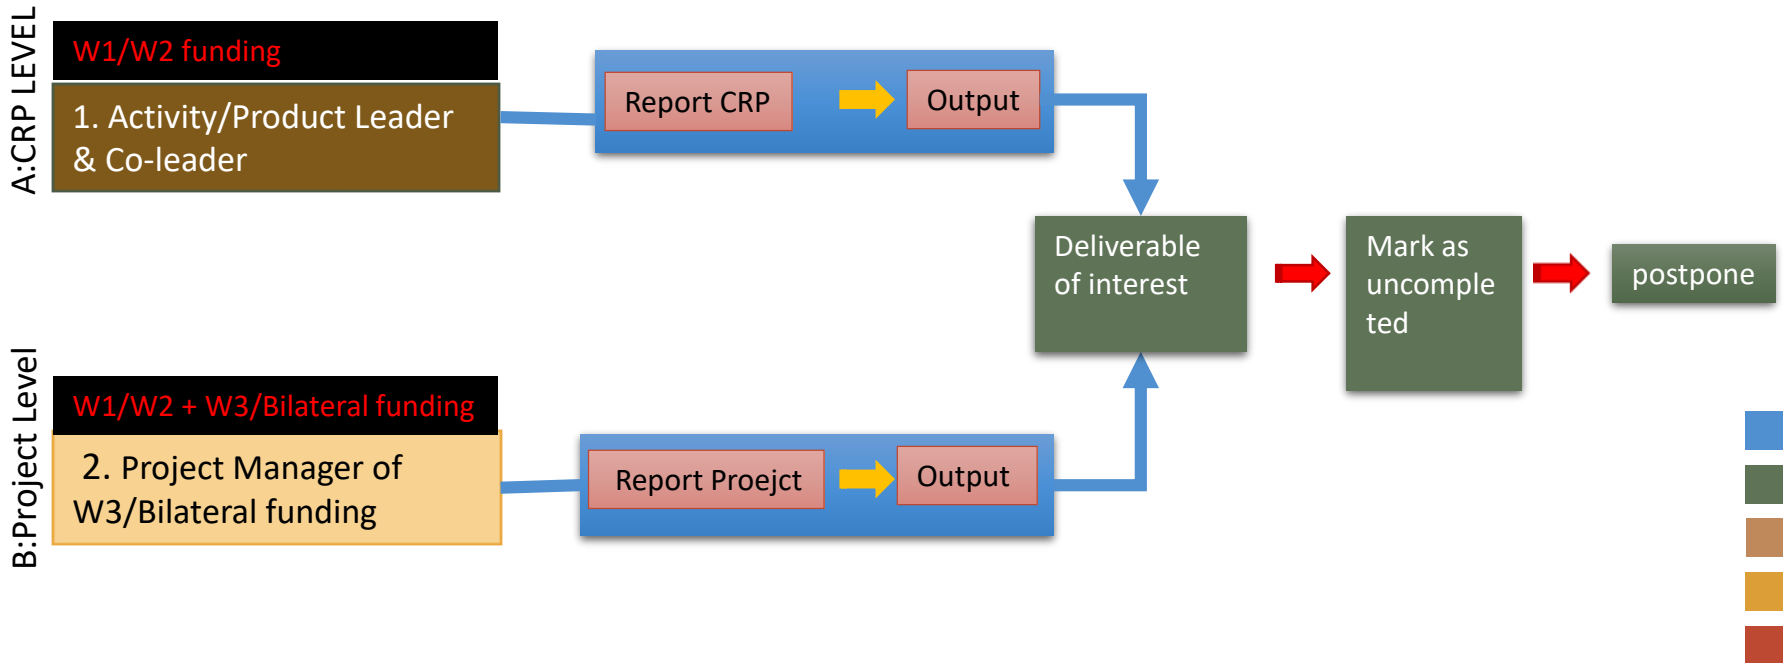 A:CRP LEVEL
W1/W2 funding
1. Activity/Product Leader
& Co-leader
Report CRP
Output
Deliverable
of interest
Mark as
uncomple
ted
postpone
B:Project Level
W1/W2 + W3/Bilateral funding
2. Project Manager of
W3/Bilateral funding
Report Proejct
Output